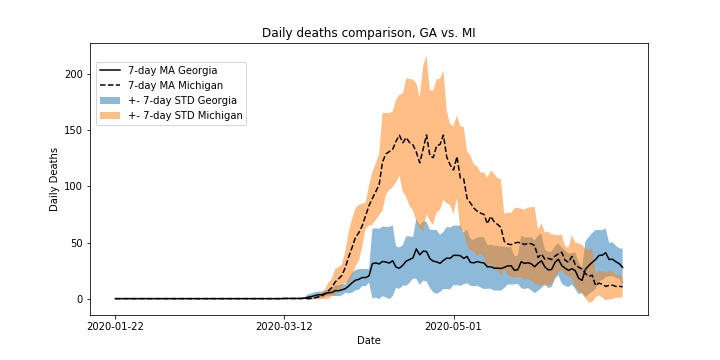 Daily deaths comparison, GA vs. MI
7-day MA Georgia
7-day MA Michigan
+- 7-day STD Georgia
+- 7-day STD Michigan
200
150
100
50
0
Daily Deaths
2020-01-22
2020-03-12
2020-05-01
Date